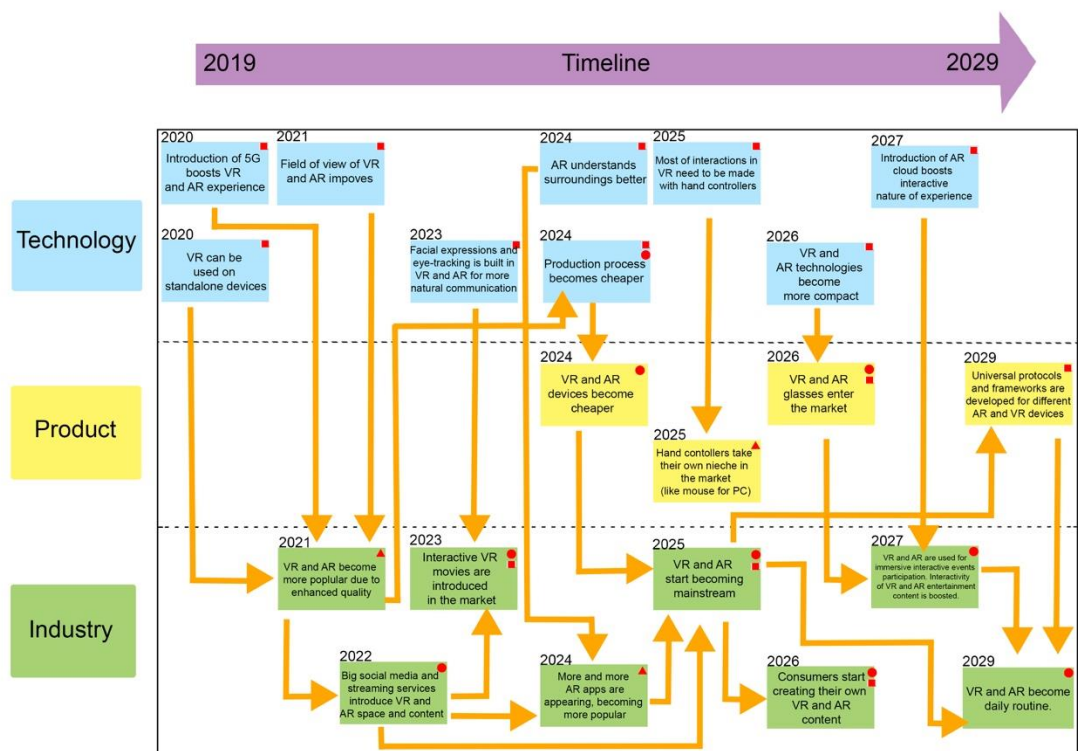 2019 Timeline 2029
Technology
2020
Introduction of 5G
boosts VR
and AR experience
2021
Field of view of VR
and AR impoves
2024
AR understands
surroundings better
2025
Most of interactions in
VR need to be made
with hand controllers
2027
Introduction of AR
cloud boosts
interactive
nature of experience
2020
VR can be
used on
standalone devices
2023
Facial expressions and
eye-tracking is built in
VR and AR for more
natural communication
2024
Production process
becomes cheaper
2026
VR and
AR technologies
become
more compact
Product
2024
VR and AR
devices become
cheaper
2025
Hand contollers take
their own nieche in
the market
(like mouse for PC)
2026
VR and AR
glasses enter
the market
2029
Universal protocols
and frameworks are
developed for different
AR and VR devices
Industry
2021
VR and AR become
more poplular due to
enhanced quality
2023
Interactive VR
movies are
introduced
in the market
2025
VR and AR
start becoming
mainstream
2027
VR and AR are used for
immersive interactive events
participation. Interactivity
of VR and AR entertainment
content is boosted.
2022
Big social media and
streaming services
introduce VR and
AR space and content
2024
More and more
AR apps are
appearing, becoming
more popular
2026
Consumers start
creating their own
VR and AR
content
2029
VR and AR become
daily routine.